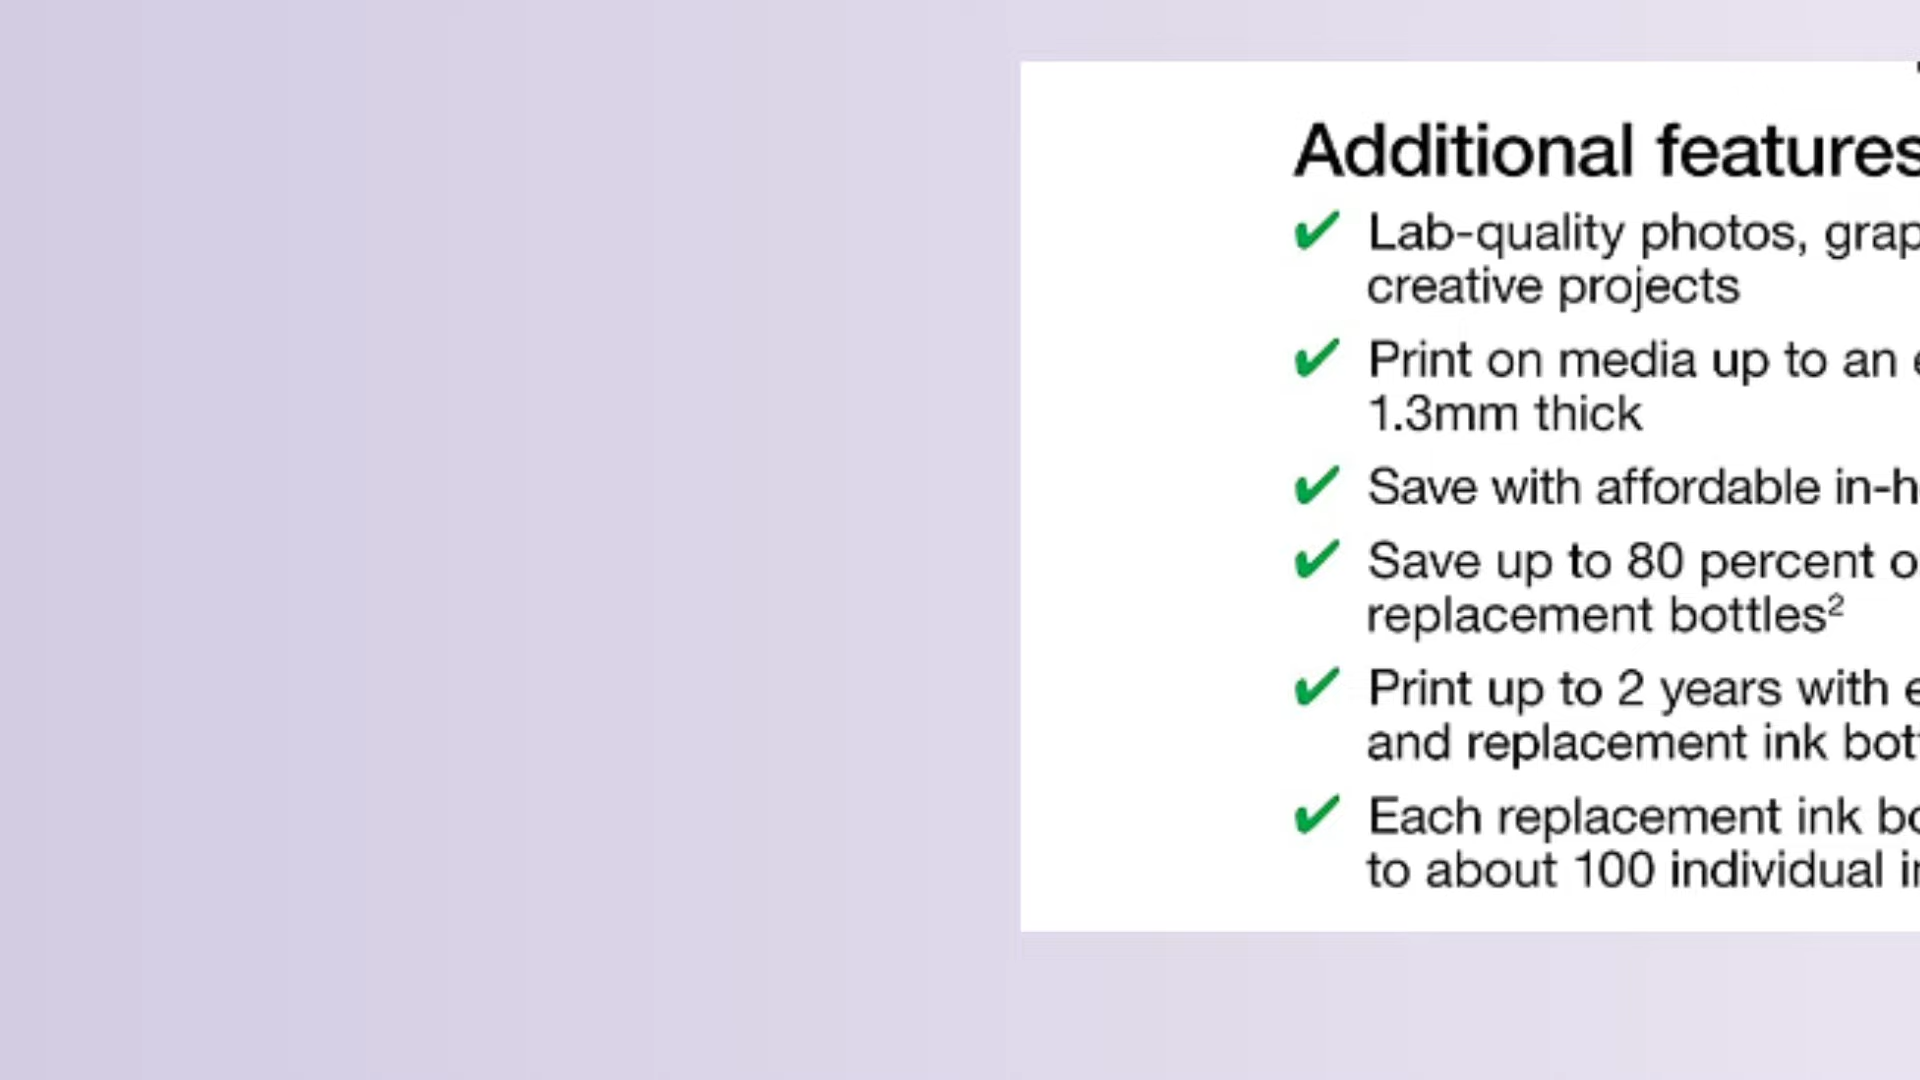 Additional features
Lab-quality photos, grap
creative projects
Print on media up to an
1.3mm thick
Save with affordable in-h
Save up to 80 percent o
replacement bottles²
Print up to 2 years with
and replacement ink bot
Each replacement ink bo
to about 100 individual